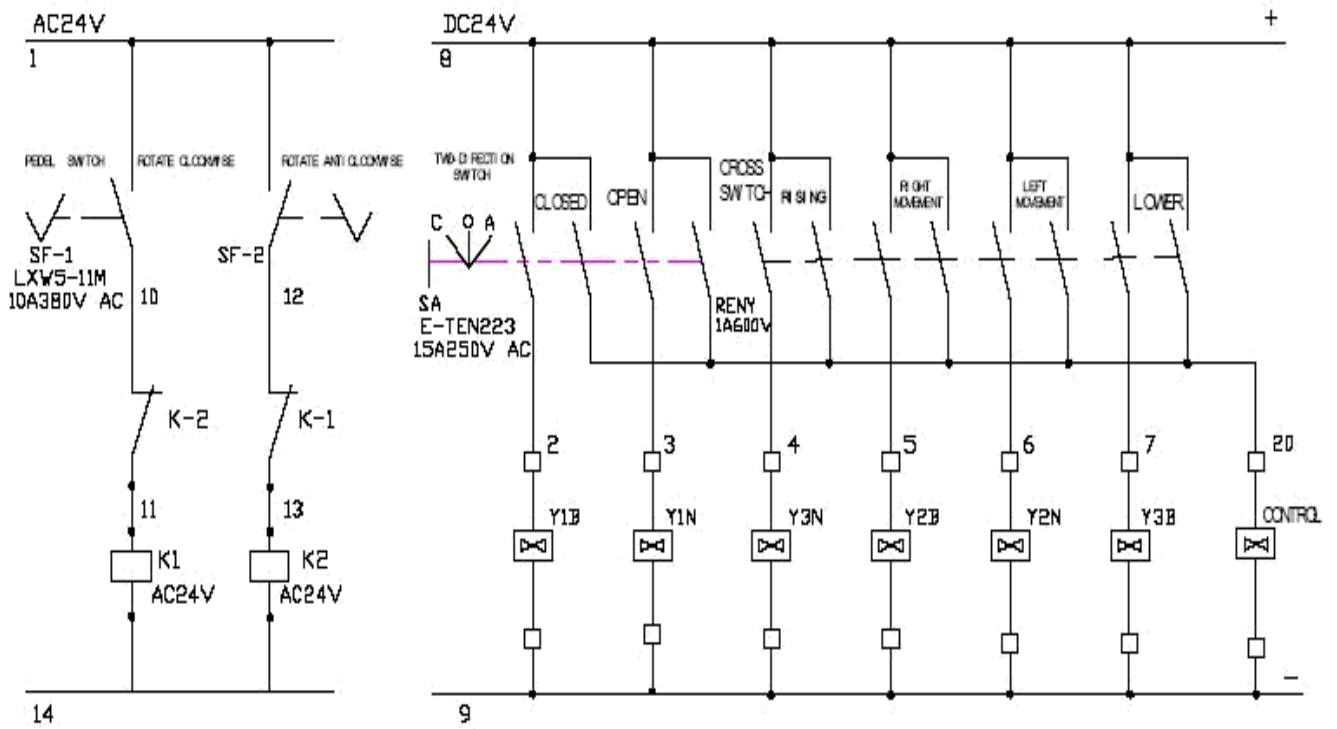 AC24V
1
DC24V
+
8
PEDEL SWITCH
ROTATE CLOCKWISE
ROTATE ANTICLOCKWISE
TWO-DIRECTION
SWITCH
CLOSED
OPEN
CROSS
SWITCH
RISING
RIGHT
MOVEMENT
LEFT
MOVEMENT
LOWER
C O A
SF-1
LXW5-11M
10A380V AC
SF-2
10
12
SA
E-TEN223
15A250V AC
RENY
1A600V
K-2
K-1
2
3
4
5
6
7
20
11
13
Y1B
Y1N
Y3N
Y2B
Y2N
Y3B
CONTROL
K1
AC24V
K2
AC24V
14
9
-